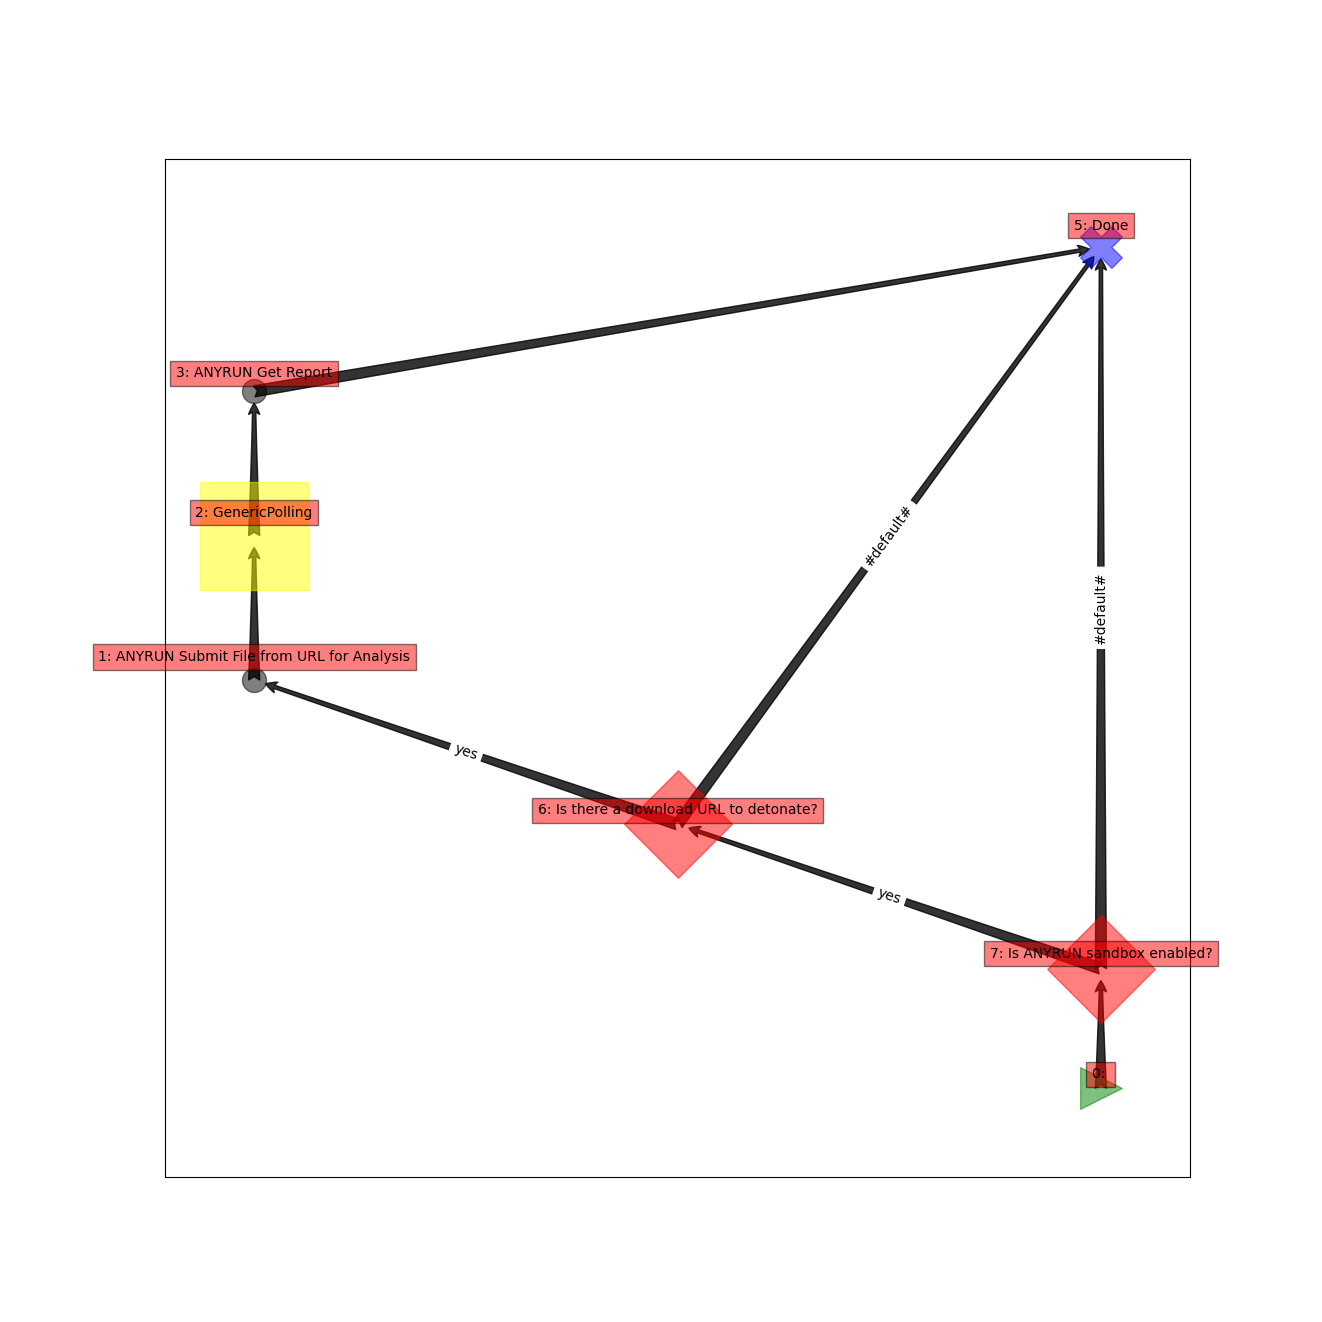 5: Done
3: ANYRUN Get Report
2: GenericPolling
#default#
#default#
1: ANYRUN Submit File from URL for Analysis
yes
6: Is there a download URL to detonate?
yes
7: Is ANYRUN sandbox enabled?
0: